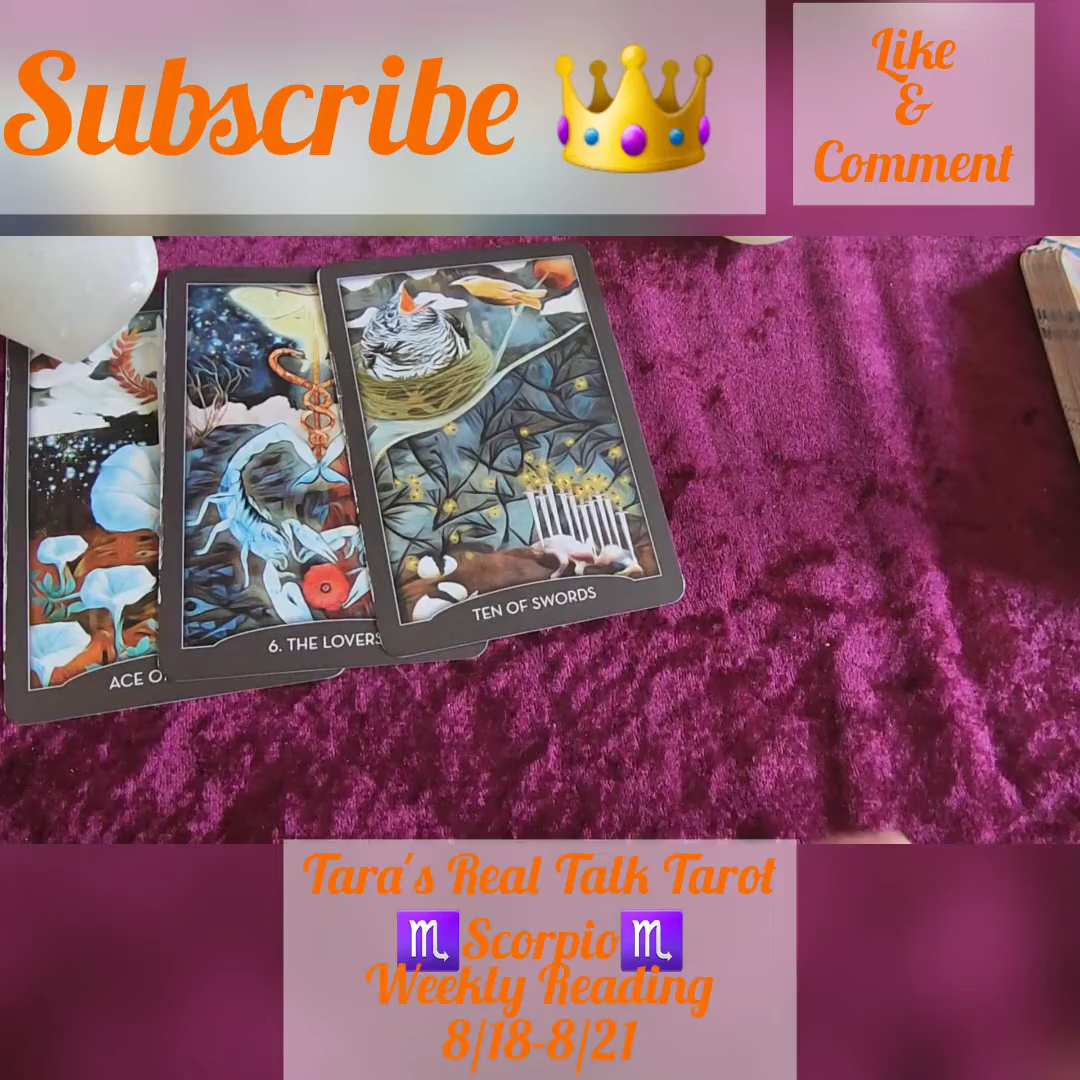 Subscribe 👑
Like
&
Comment
ACE O
6. THE LOVERS
TEN OF SWORDS
Tara's Real Talk Tarot
♏Scorpio♏
Weekly Reading
8/18-8/21